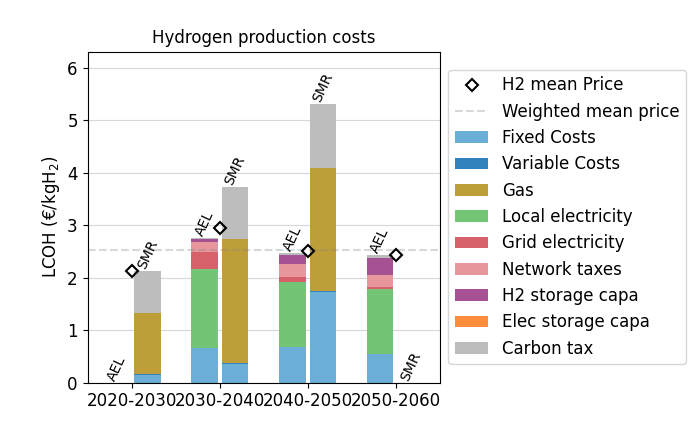 Hydrogen production costs
LCOH (€/kgH₂)
6
5
4
3
2
1
0
AEL
SMR
AEL
SMR
AEL
SMR
AEL
SMR
2020-2030
2030-2040
2040-2050
2050-2060
H2 mean Price
Weighted mean price
Fixed Costs
Variable Costs
Gas
Local electricity
Grid electricity
Network taxes
H2 storage capa
Elec storage capa
Carbon tax